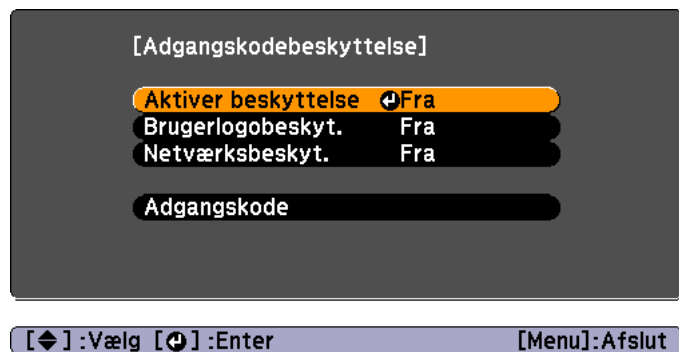 [Adgangskodebeskyttelse]
Aktiver beskyttelse Fra
Brugerlogobeskyt. Fra
Netværksbeskyt. Fra
Adgangskode
[ ]:Vælg [ ]:Enter [Menu]:Afslut